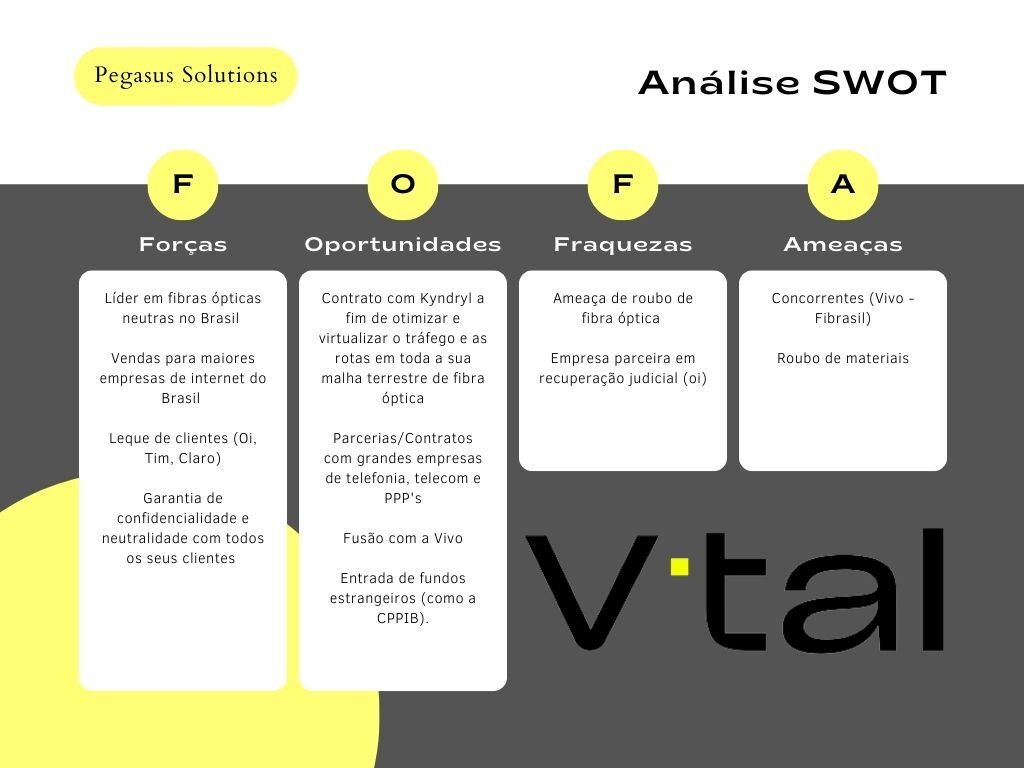 Pegasus Solutions
Análise SWOT
F
Forças
Líder em fibras ópticas
neutras no Brasil
Vendas para maiores
empresas de internet do
Brasil
Leque de clientes (Oi,
Tim, Claro)
Garantia de
confidencialidade e
neutralidade com todos
os seus clientes
O
Oportunidades
Contrato com Kyndryl a
fim de otimizar e
virtualizar o tráfego e as
rotas em toda a sua
malha terrestre de fibra
óptica
Parcerias/Contratos
com grandes empresas
de telefonia, telecom e
PPP's
Fusão com a Vivo
Entrada de fundos
estrangeiros (como a
CPPIB).
F
Fraquezas
Ameaça de roubo de
fibra óptica
Empresa parceira em
recuperação judicial (oi)
A
Ameaças
Concorrentes (Vivo -
Fibrasil)
Roubo de materiais
V·tal